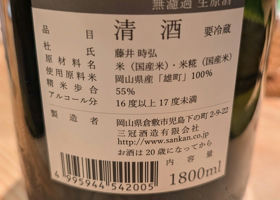 無濾過 生原酒
品目 清酒 要冷蔵
杜氏 藤井 時弘
原材料名 米(国産米)・米糀(国産米)
使用原料米 岡山県産「雄町」100%
精米歩合 55%
アルコール分 16度以上17度未満
製造者 岡山県倉敷市児島下の町2-9-22
三冠酒造有限会社
http://www.sankan.co.jp
お酒は20歳になってから
内容量
1800ml
4995944542005